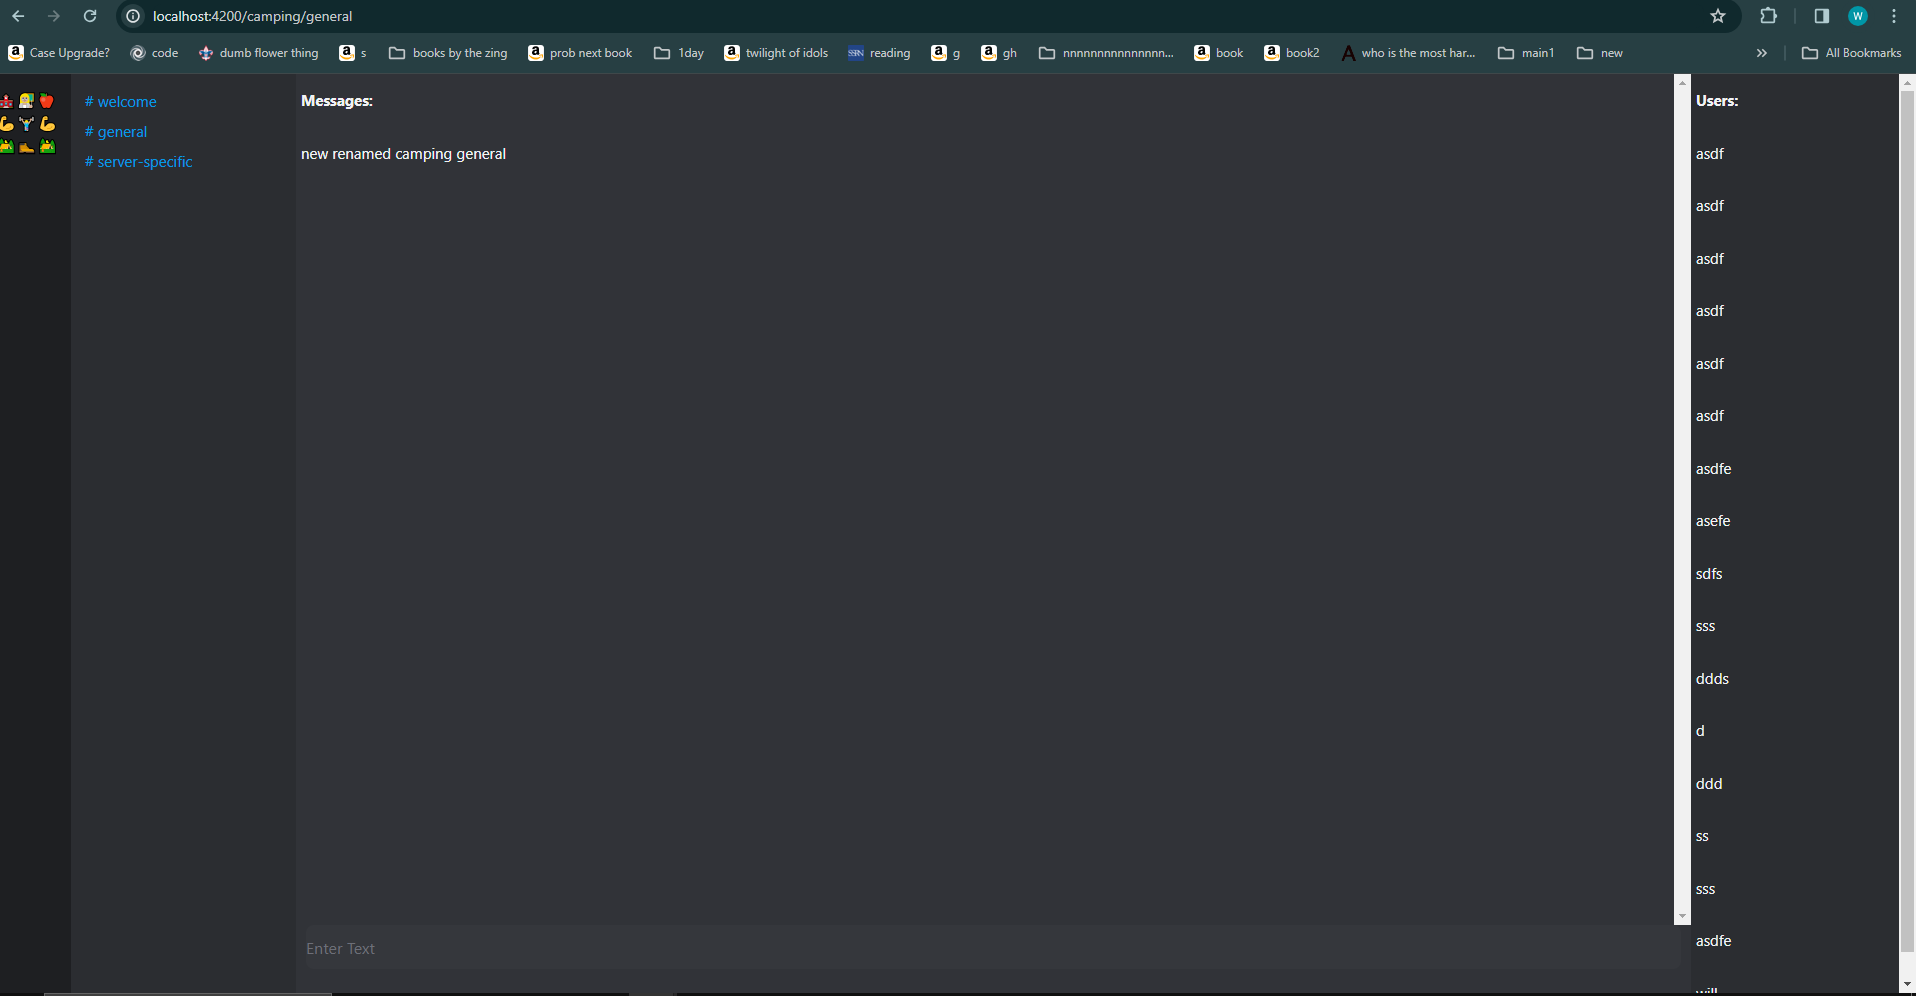 localhost:4200/camping/general
W
Case Upgrade? code dumb flower thing s books by the zing prob next book 1day twilight of idols SSRN reading g gh nnnnnnnnnnnnnnn... book book2 who is the most har... main1 new » All Bookmarks
# welcome
# general
# server-specific
Messages:
new renamed camping general
Enter Text
Users:
asdf
asdf
asdf
asdf
asdf
asdf
asdfe
asefe
sdfs
sss
ddds
d
ddd
ss
sss
asdfe
will